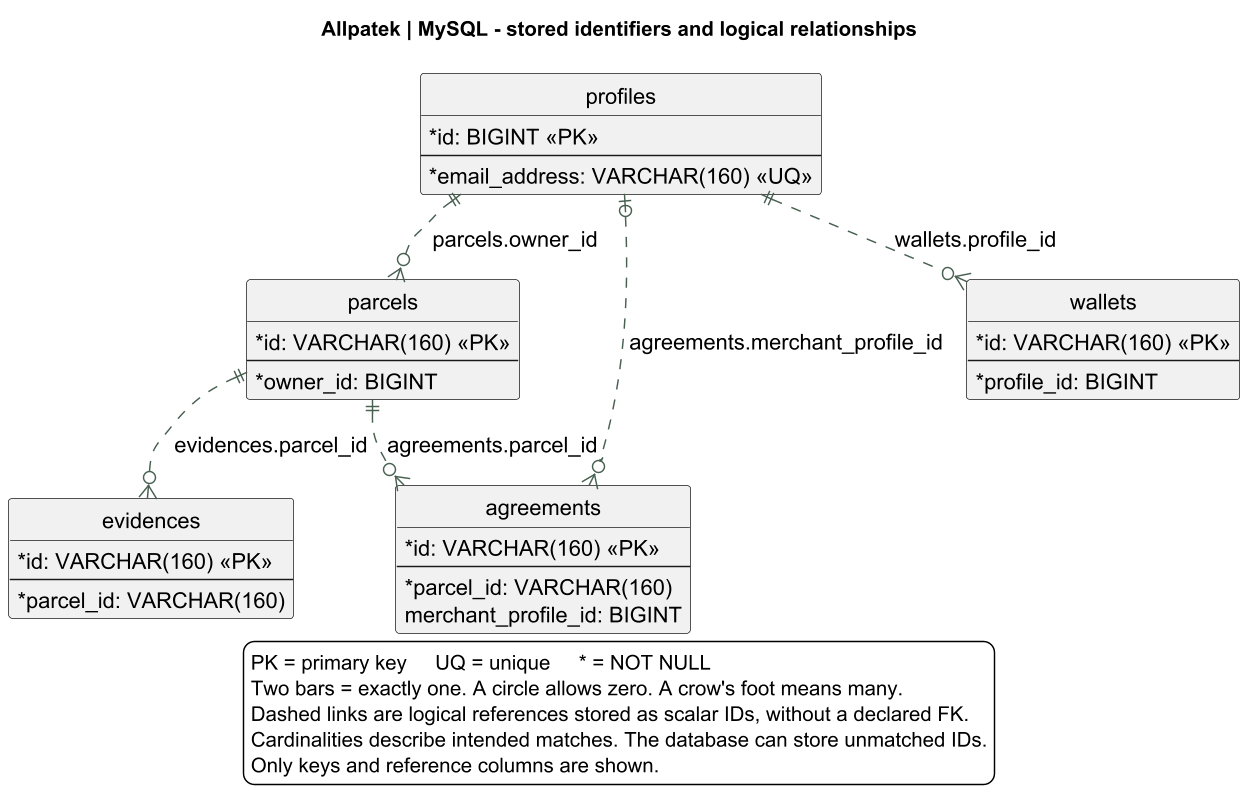 Allpatek | MySQL - stored identifiers and logical relationships
profiles
*id: BIGINT «PK»
*email_address: VARCHAR(160) «UQ»
parcels.owner_id
wallets.profile_id
parcels
*id: VARCHAR(160) «PK»
*owner_id: BIGINT
agreements.merchant_profile_id
wallets
*id: VARCHAR(160) «PK»
*profile_id: BIGINT
evidences.parcel_id
agreements.parcel_id
evidences
*id: VARCHAR(160) «PK»
*parcel_id: VARCHAR(160)
agreements
*id: VARCHAR(160) «PK»
*parcel_id: VARCHAR(160)
merchant_profile_id: BIGINT
PK = primary key UQ = unique * = NOT NULL
Two bars = exactly one. A circle allows zero. A crow's foot means many.
Dashed links are logical references stored as scalar IDs, without a declared FK.
Cardinalities describe intended matches. The database can store unmatched IDs.
Only keys and reference columns are shown.